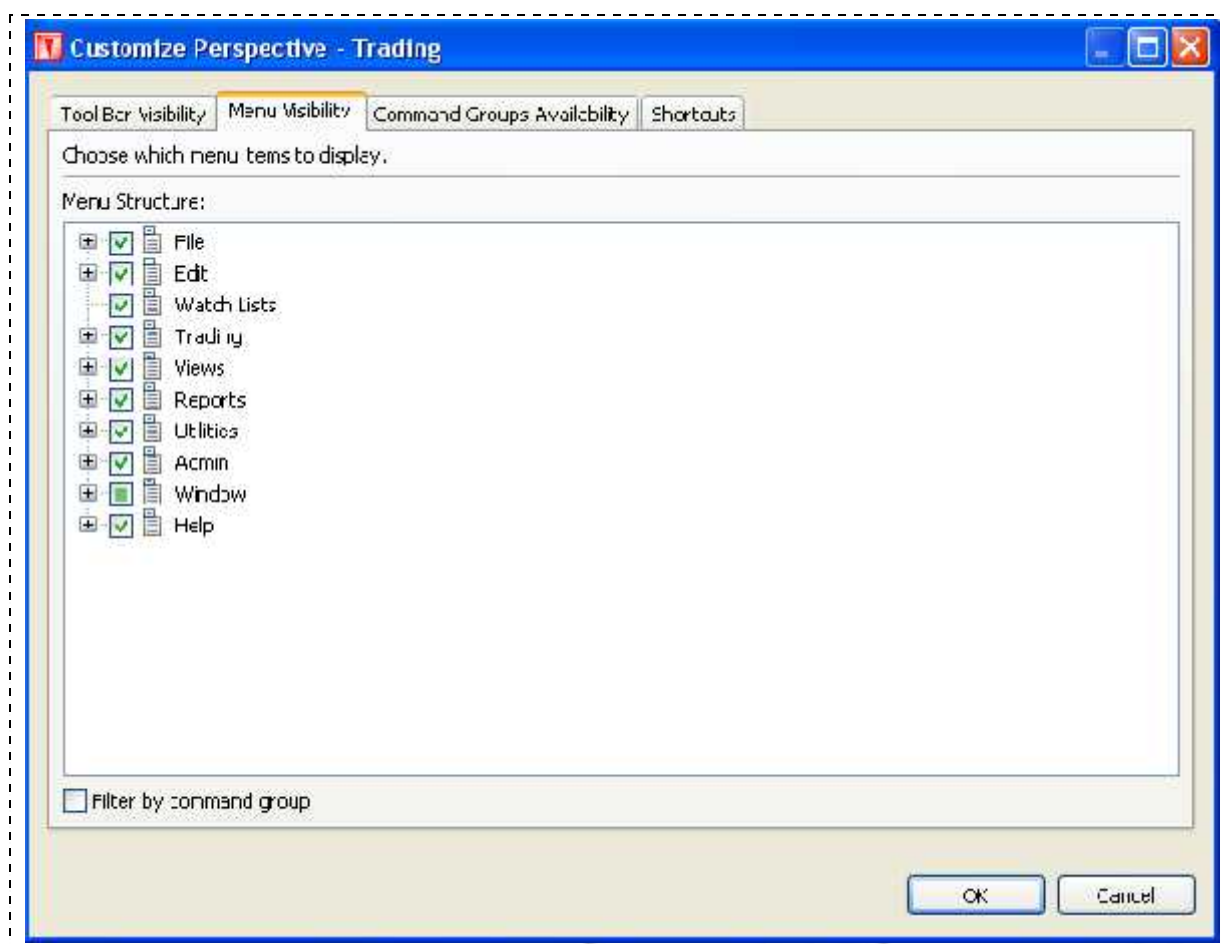 Customize Perspective - Trading
Tool Bar Visibility Menu Visibility Command Groups Availability Shortcuts
Choose which menu items to display.
Menu Structure:
File
Edit
Watch Lists
Trading
Views
Reports
Utilities
Admin
Window
Help
Filter by command group
OK Cancel